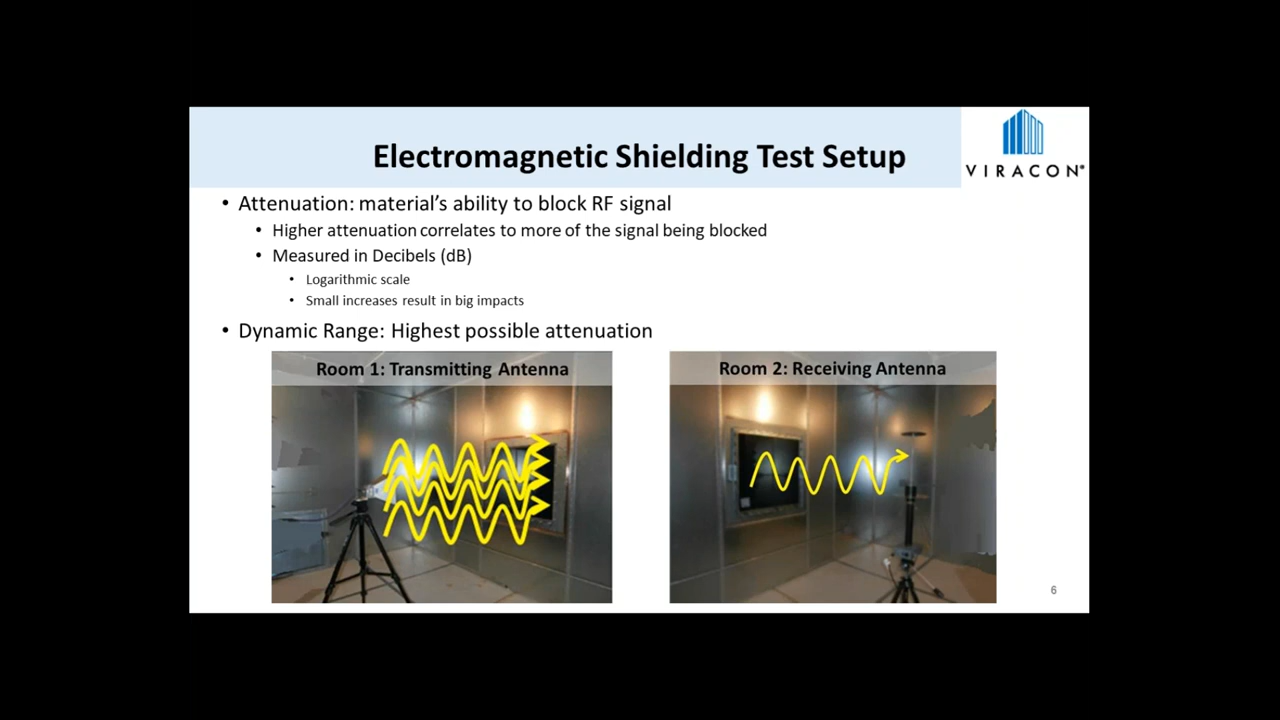 Electromagnetic Shielding Test Setup
VIRACON®
• Attenuation: material’s ability to block RF signal
• Higher attenuation correlates to more of the signal being blocked
• Measured in Decibels (dB)
• Logarithmic scale
• Small increases result in big impacts
• Dynamic Range: Highest possible attenuation
Room 1: Transmitting Antenna
Room 2: Receiving Antenna
6